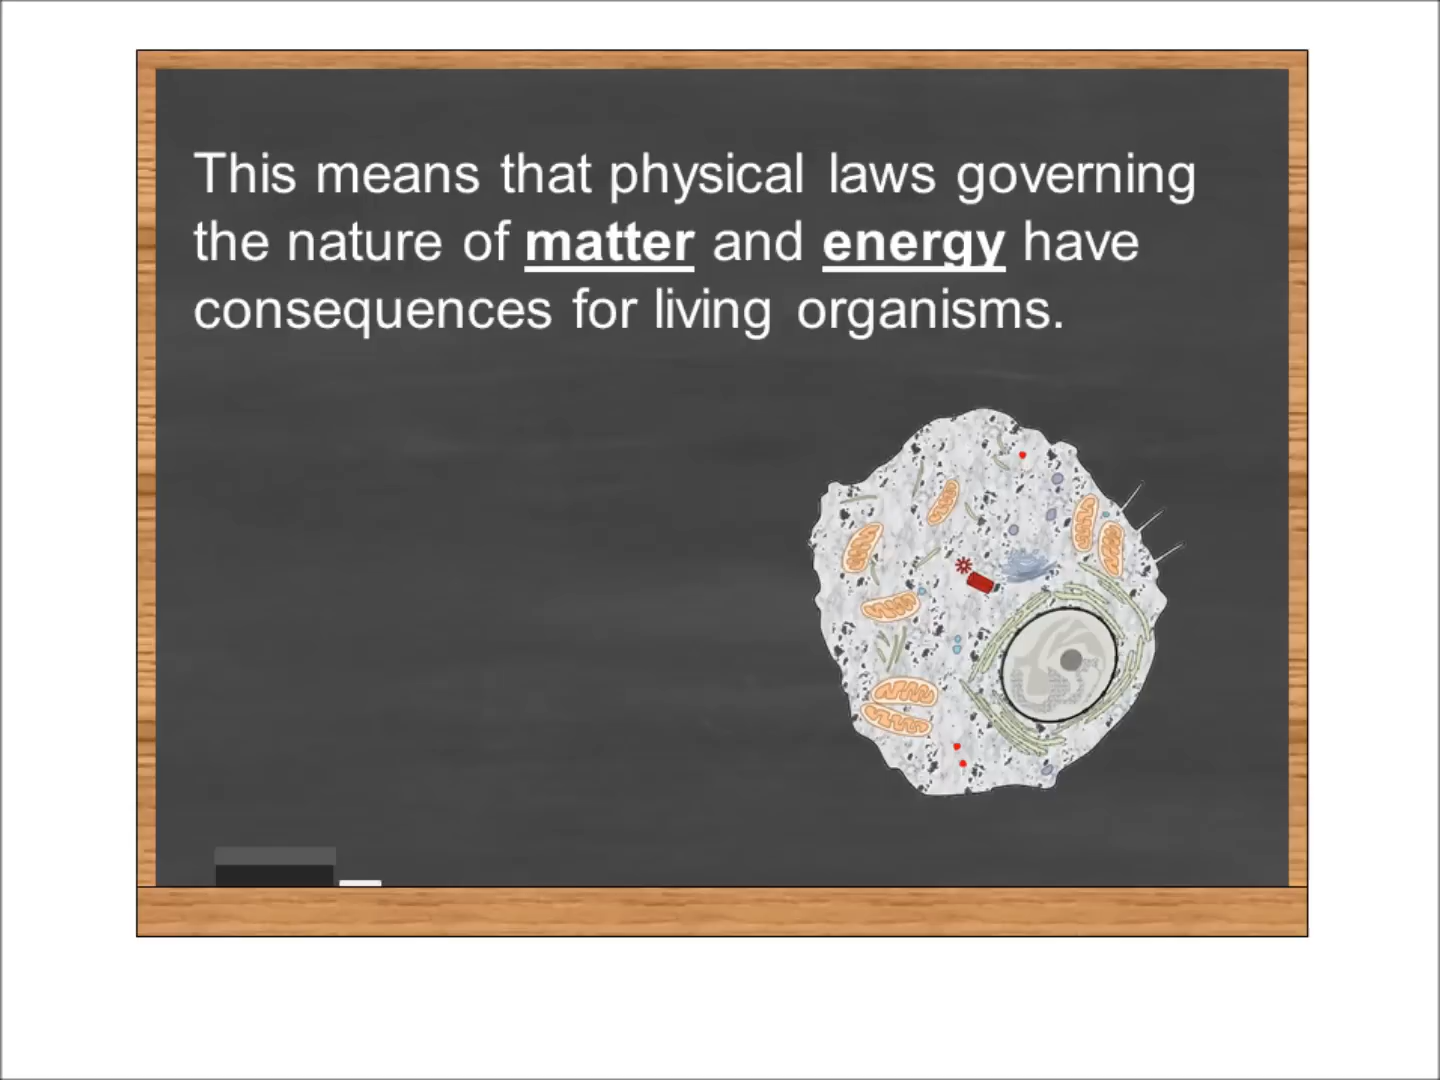 This means that physical laws governing
the nature of matter and energy have
consequences for living organisms.